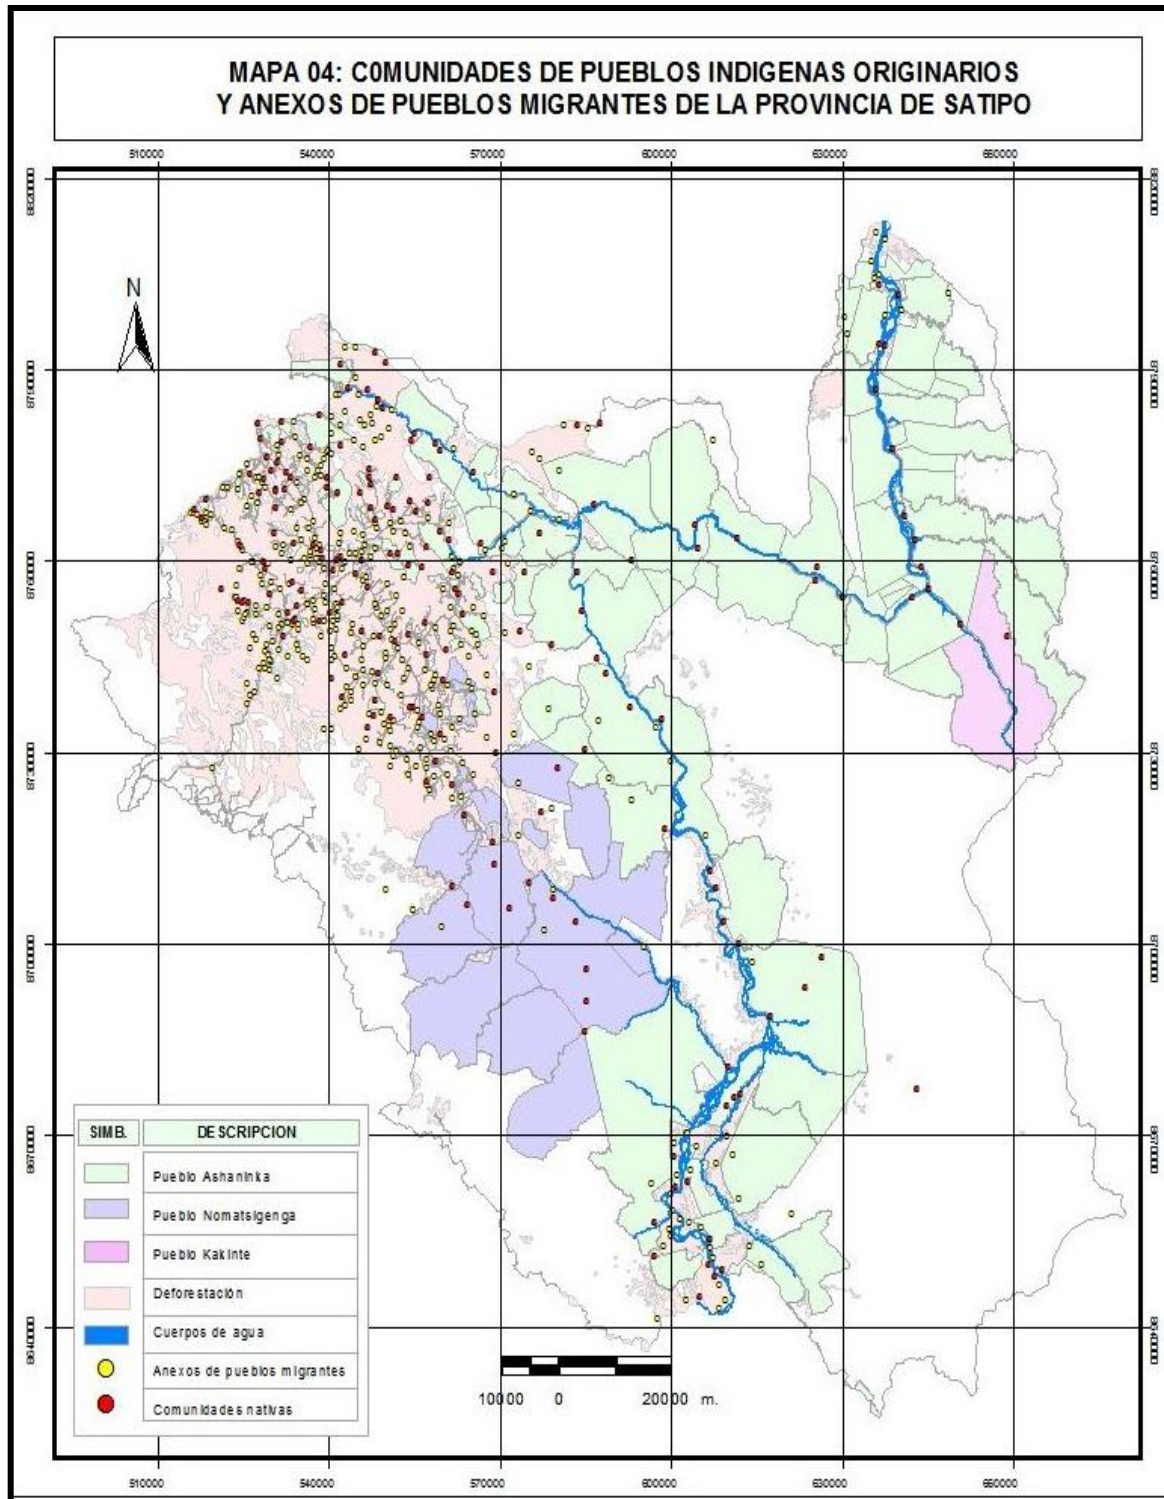 MAPA 04: C0MUNIDADES DE PUEBLOS INDIGENAS ORIGINARIOS
Y ANEXOS DE PUEBLOS MIGRANTES DE LA PROVINCIA DE SATIPO
510000 540000 570000 600000 630000 660000
N
SIMB. DESCRIPCION
Pueblo Ashaninka
Pueblo Nomatsigenga
Pueblo Kakinte
Deforestación
Cuerpos de agua
Anexos de pueblos migrantes
Comunidades nativas
10000 0 20000 m.
510000 540000 570000 600000 630000 660000